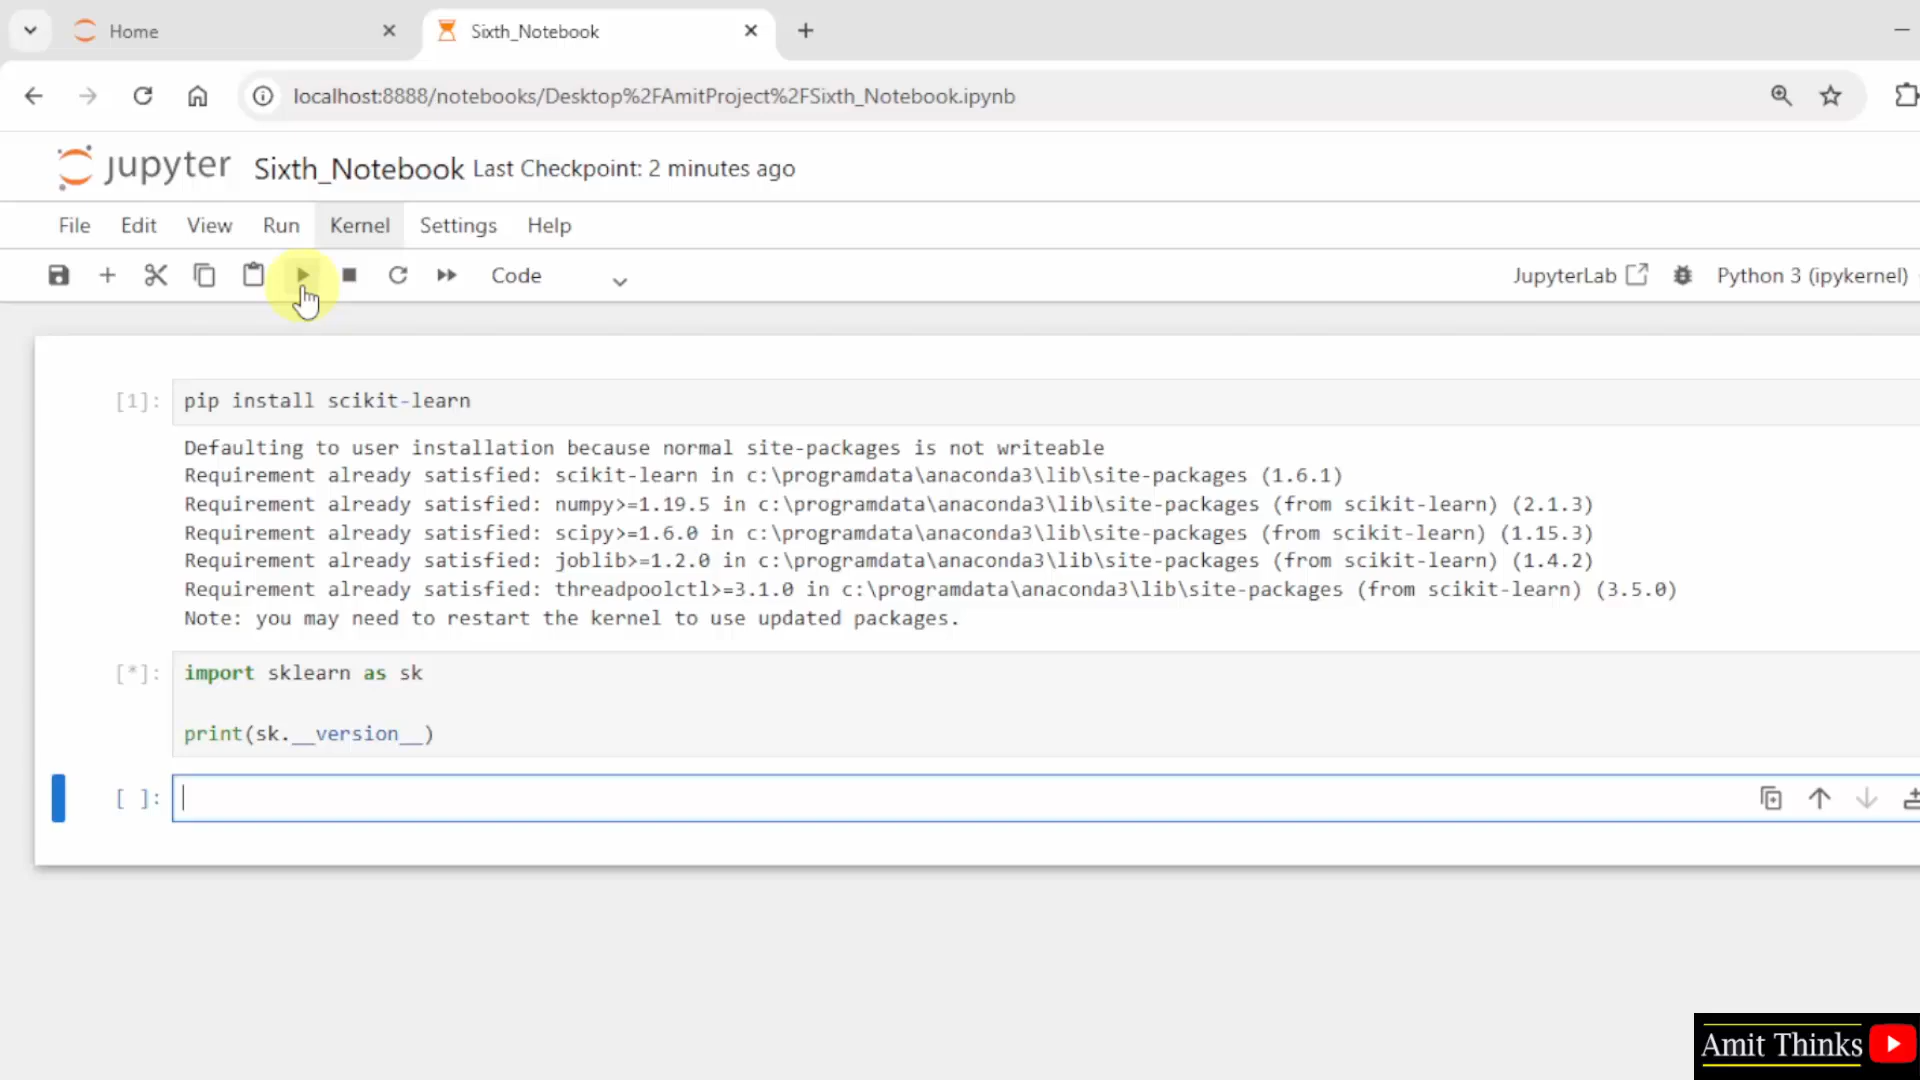 Home
Sixth_Notebook
localhost:8888/notebooks/Desktop%2FAmitProject%2FSixth_Notebook.ipynb
jupyter Sixth_Notebook Last Checkpoint: 2 minutes ago
File Edit View Run Kernel Settings Help
Code
JupyterLab
Python 3 (ipykernel)
[1]: pip install scikit-learn
Defaulting to user installation because normal site-packages is not writeable
Requirement already satisfied: scikit-learn in c:\programdata\anaconda3\lib\site-packages (1.6.1)
Requirement already satisfied: numpy>=1.19.5 in c:\programdata\anaconda3\lib\site-packages (from scikit-learn) (2.1.3)
Requirement already satisfied: scipy>=1.6.0 in c:\programdata\anaconda3\lib\site-packages (from scikit-learn) (1.15.3)
Requirement already satisfied: joblib>=1.2.0 in c:\programdata\anaconda3\lib\site-packages (from scikit-learn) (1.4.2)
Requirement already satisfied: threadpoolctl>=3.1.0 in c:\programdata\anaconda3\lib\site-packages (from scikit-learn) (3.5.0)
Note: you may need to restart the kernel to use updated packages.
[*]: import sklearn as sk
print(sk.__version__)
[ ]:
Amit Thinks